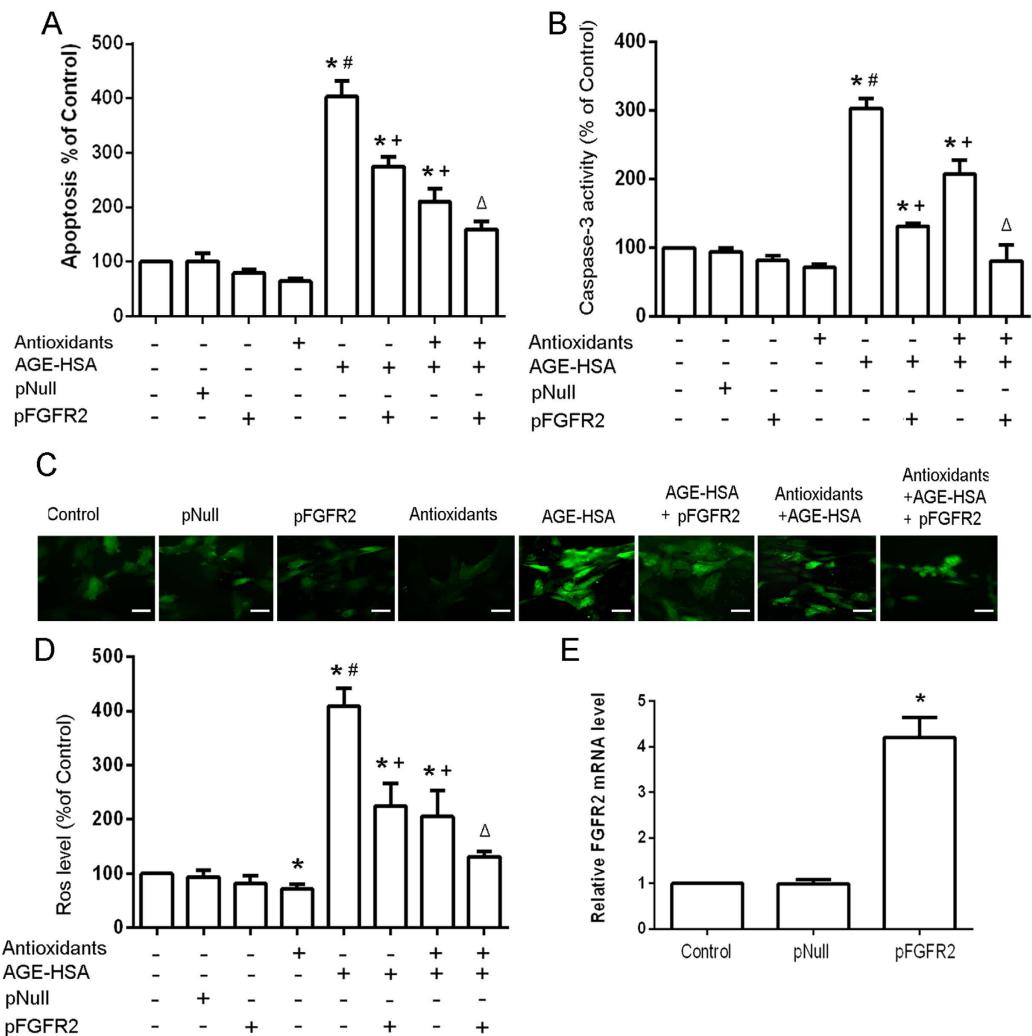 A
B
Apoptosis % of Control
500
400
300
200
100
0
* #
* +
* +
Δ
Antioxidants - - - + - - + +
AGE-HSA - - - - + + + +
pNull - + - - - - - -
pFGFR2 - - + - - + - +
Caspase-3 activity (% of Control)
400
300
200
100
0
* #
* +
* +
Δ
Antioxidants - - - + - - + +
AGE-HSA - - - - + + + +
pNull - + - - - - - -
pFGFR2 - - + - - + - +
C
Control
pNull
pFGFR2
Antioxidants
AGE-HSA
AGE-HSA
+ pFGFR2
Antioxidants
+AGE-HSA
Antioxidants
+AGE-HSA
+ pFGFR2
D
Ros level (%of Control)
500
400
300
200
100
0
*
* #
* +
* +
Δ
Antioxidants - - - + - - + +
AGE-HSA - - - - + + + +
pNull - + - - - - - -
pFGFR2 - - + - - + - +
E
Relative FGFR2 mRNA level
5
4
3
2
1
0
*
Control pNull pFGFR2